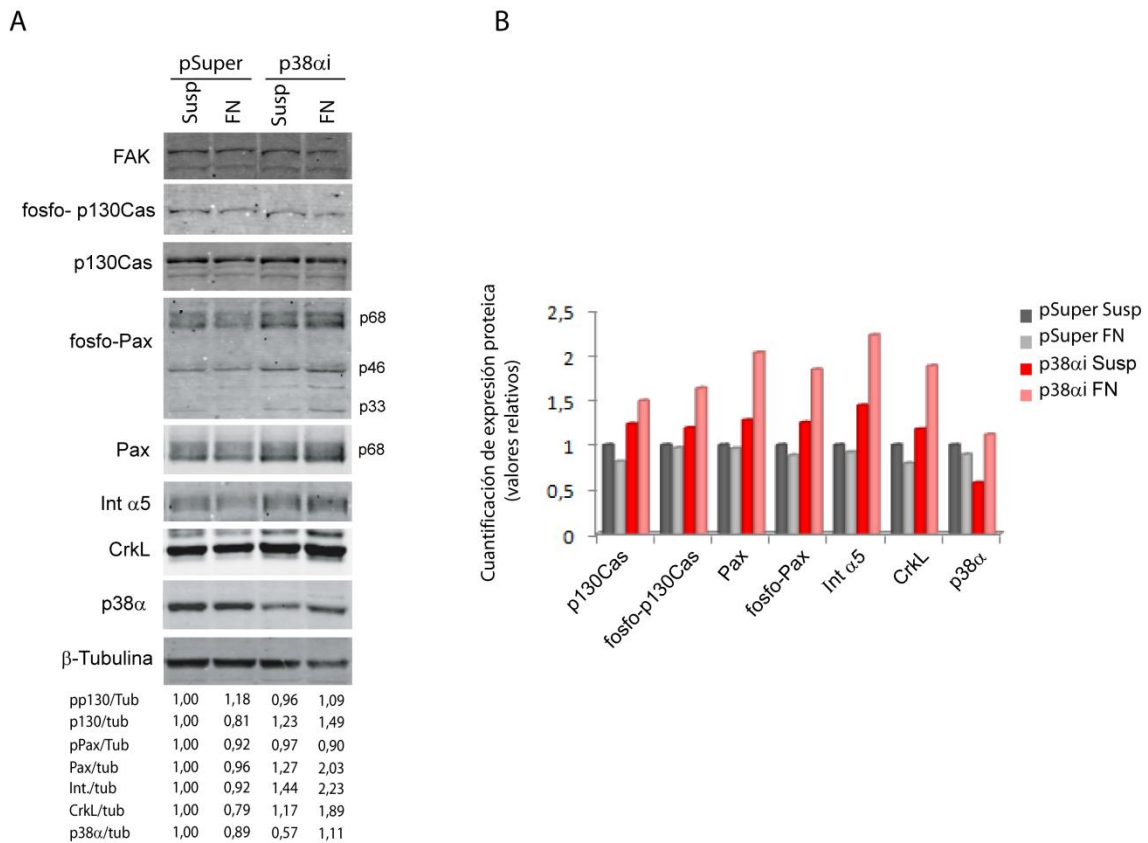 A
pSuper p38αi
Susp FN Susp FN
FAK
fosfo- p130Cas
p130Cas
fosfo-Pax
p68
p46
p33
Pax
p68
Int α5
CrkL
p38α
β-Tubulina
pp130/Tub 1,00 1,18 0,96 1,09
p130/tub 1,00 0,81 1,23 1,49
pPax/Tub 1,00 0,92 0,97 0,90
Pax/tub 1,00 0,96 1,27 2,03
Int./tub 1,00 0,92 1,44 2,23
CrkL/tub 1,00 0,79 1,17 1,89
p38α/tub 1,00 0,89 0,57 1,11
B
Cuantificación de expresión proteica
(valores relativos)
2,5
2
1,5
1
0,5
0
p130Cas
fosfo-p130Cas
Pax
fosfo-Pax
Int α5
CrkL
p38α
pSuper Susp
pSuper FN
p38αi Susp
p38αi FN